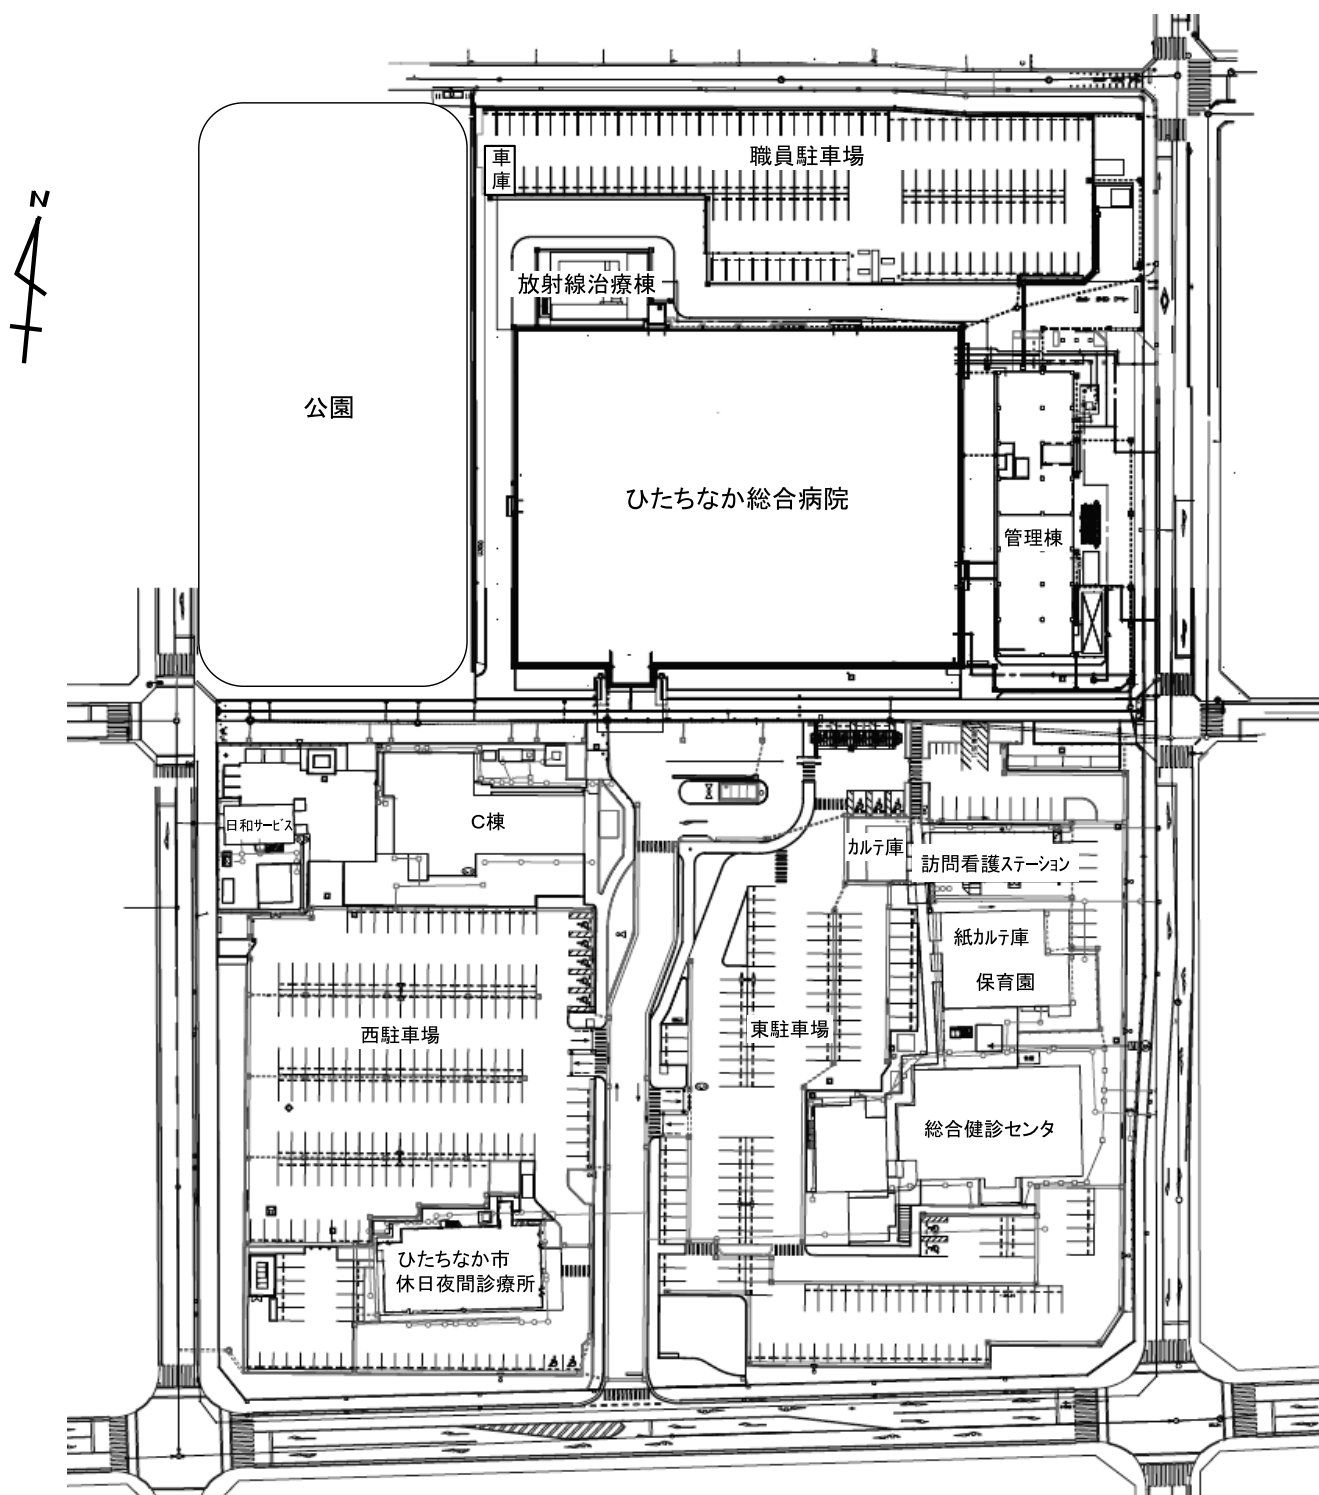 車
庫
職員駐車場
N
放射線治療棟
公園
ひたちなか総合病院
管理棟
日和サービス
C棟
カルテ庫
訪問看護ステーション
紙カルテ庫
保育園
西駐車場
東駐車場
総合健診センタ
ひたちなか市
休日夜間診療所